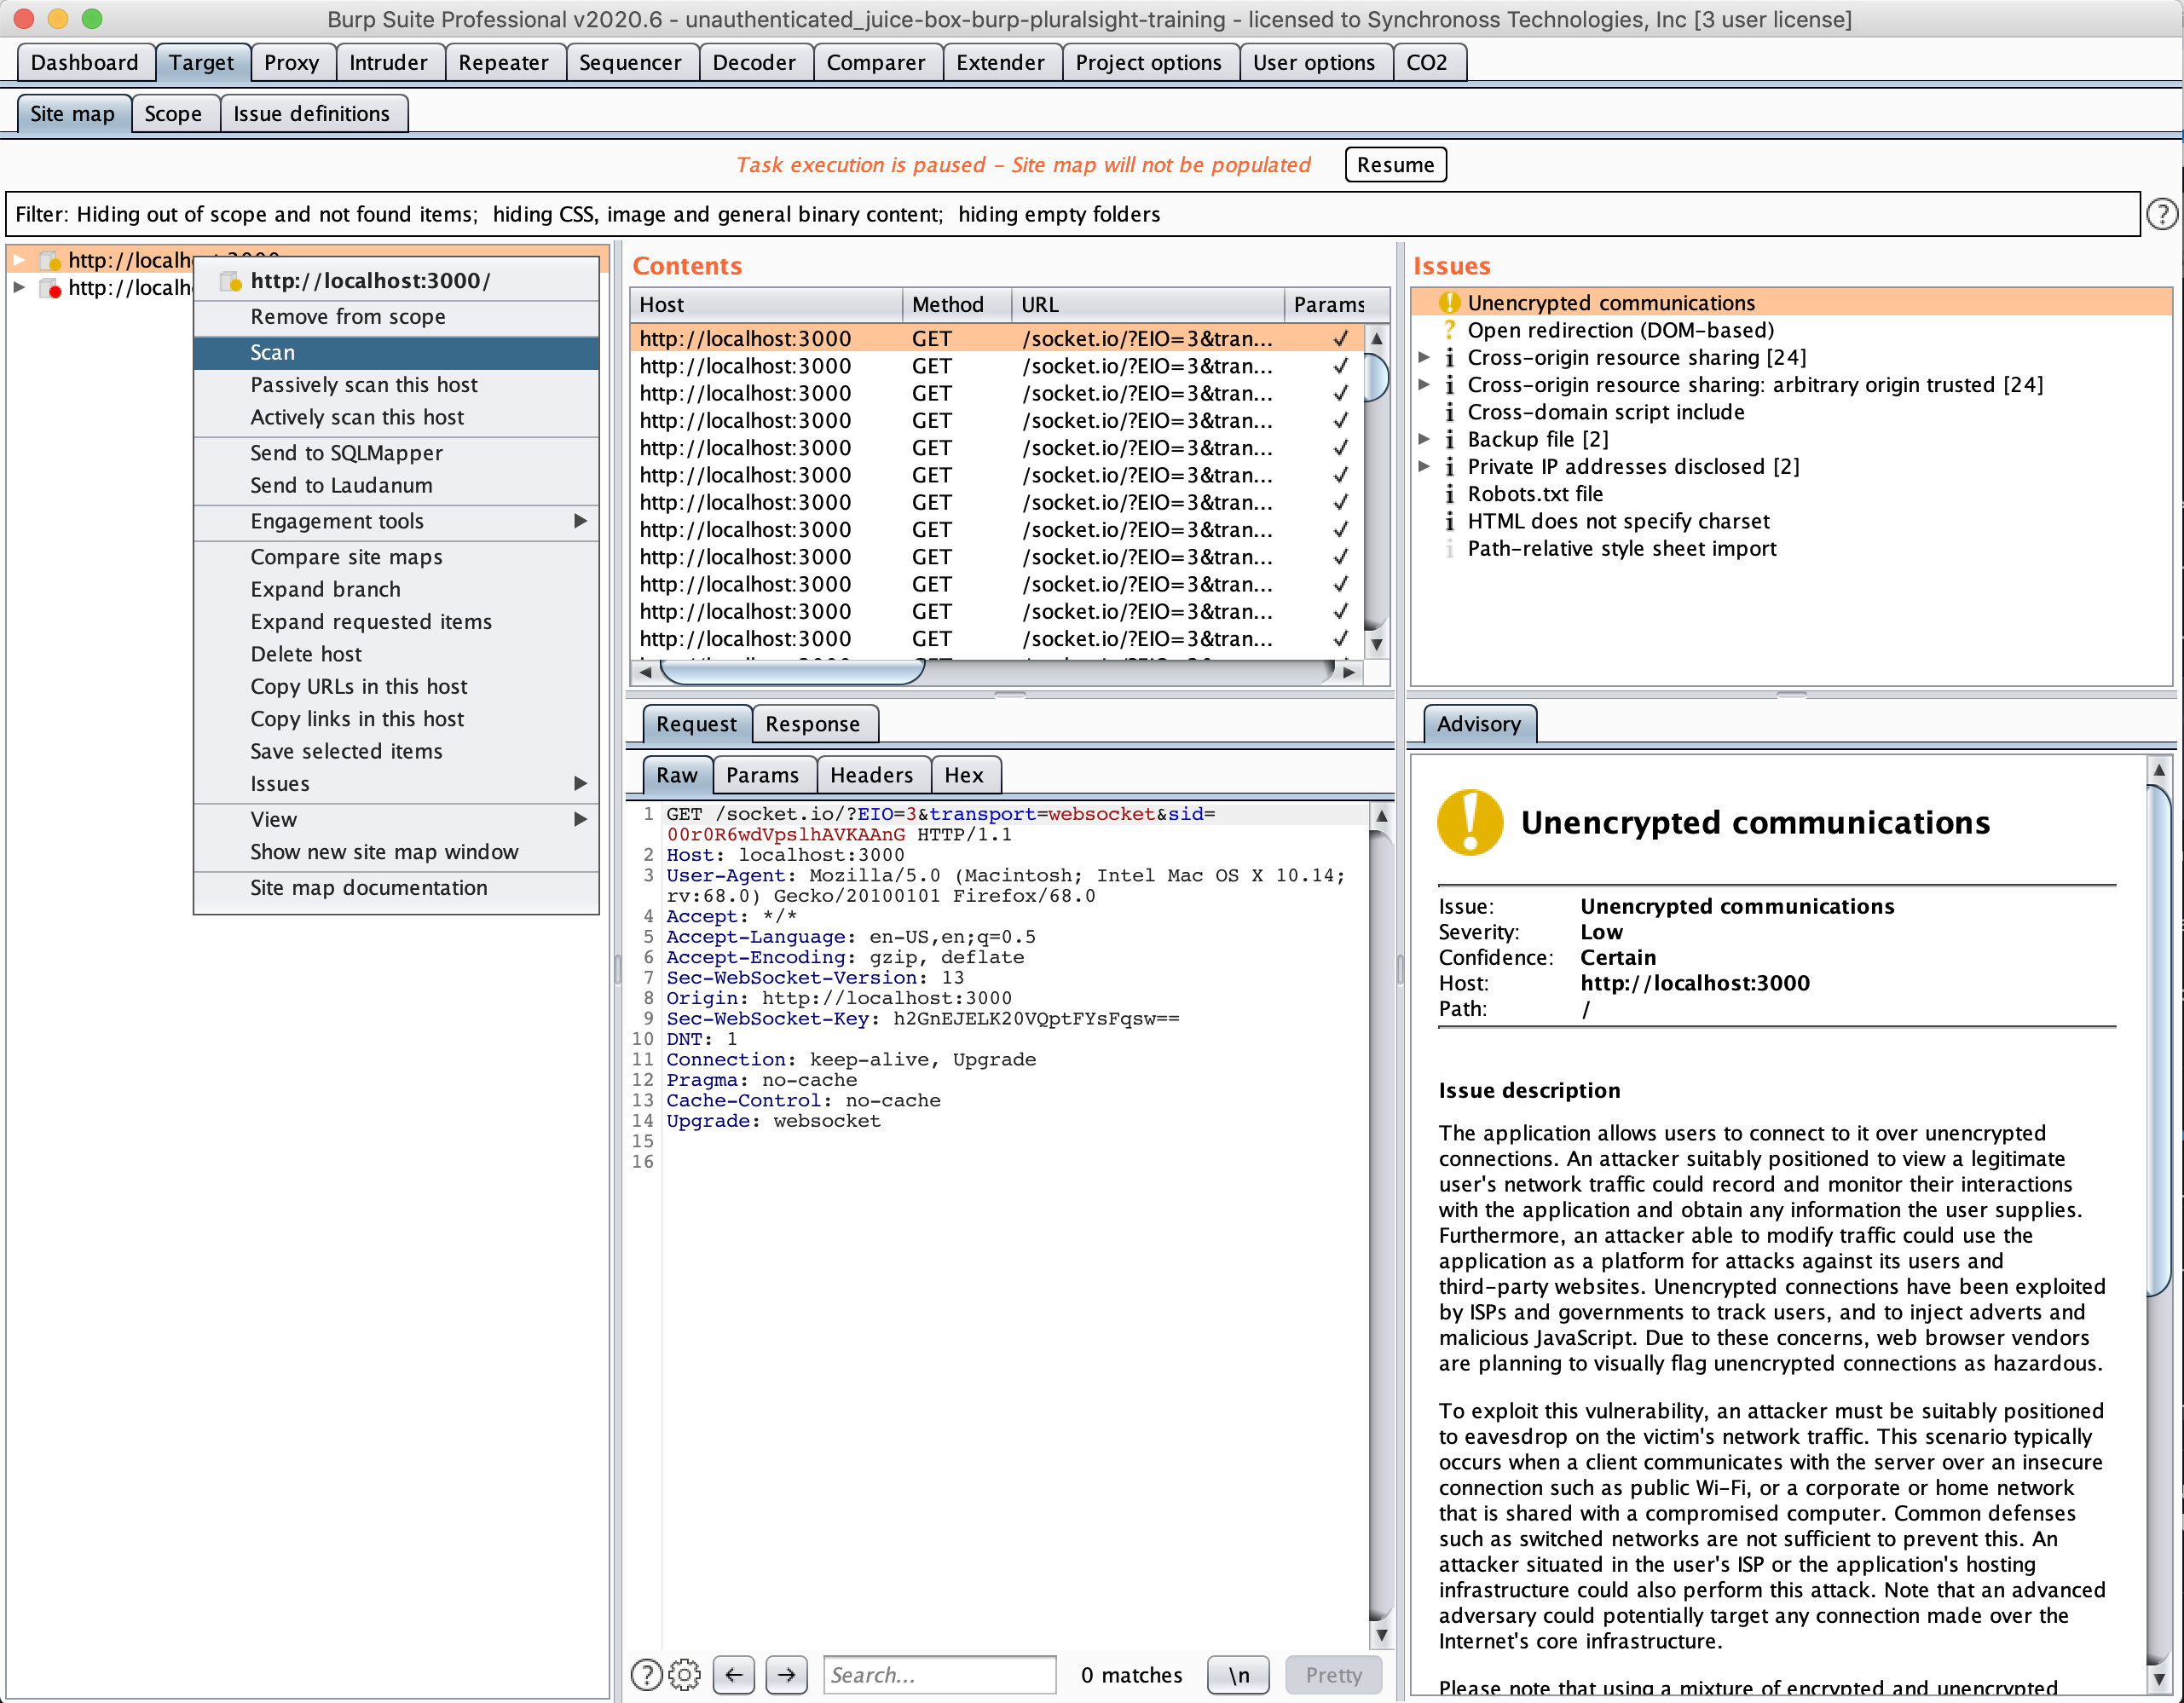 Burp Suite Professional v2020.6 - unauthenticated_juice-box-burp-pluralsight-training - licensed to Synchronoss Technologies, Inc [3 user license]
Dashboard Target Proxy Intruder Repeater Sequencer Decoder Comparer Extender Project options User options CO2
Site map Scope Issue definitions
Task execution is paused - Site map will not be populated Resume
Filter: Hiding out of scope and not found items; hiding CSS, image and general binary content; hiding empty folders ?
http://localh
http://localh
http://localhost:3000/
Remove from scope
Scan
Passively scan this host
Actively scan this host
Send to SQLMapper
Send to Laudanum
Engagement tools
Compare site maps
Expand branch
Expand requested items
Delete host
Copy URLs in this host
Copy links in this host
Save selected items
Issues
View
Show new site map window
Site map documentation
Contents
Host Method URL Params
http://localhost:3000 GET /socket.io/?EIO=3&tran... ✓
http://localhost:3000 GET /socket.io/?EIO=3&tran... ✓
http://localhost:3000 GET /socket.io/?EIO=3&tran... ✓
http://localhost:3000 GET /socket.io/?EIO=3&tran... ✓
http://localhost:3000 GET /socket.io/?EIO=3&tran... ✓
http://localhost:3000 GET /socket.io/?EIO=3&tran... ✓
http://localhost:3000 GET /socket.io/?EIO=3&tran... ✓
http://localhost:3000 GET /socket.io/?EIO=3&tran... ✓
http://localhost:3000 GET /socket.io/?EIO=3&tran... ✓
http://localhost:3000 GET /socket.io/?EIO=3&tran... ✓
http://localhost:3000 GET /socket.io/?EIO=3&tran... ✓
http://localhost:3000 GET /socket.io/?EIO=3&tran... ✓
Request Response
Raw Params Headers Hex
1 GET /socket.io/?EIO=3&transport=websocket&sid=
00r0R6wdVpslhAVKAAnG HTTP/1.1
2 Host: localhost:3000
3 User-Agent: Mozilla/5.0 (Macintosh; Intel Mac OS X 10.14;
rv:68.0) Gecko/20100101 Firefox/68.0
4 Accept: */*
5 Accept-Language: en-US,en;q=0.5
6 Accept-Encoding: gzip, deflate
7 Sec-WebSocket-Version: 13
8 Origin: http://localhost:3000
9 Sec-WebSocket-Key: h2GnEJELK20VQptFYsFqsw==
10 DNT: 1
11 Connection: keep-alive, Upgrade
12 Pragma: no-cache
13 Cache-Control: no-cache
14 Upgrade: websocket
15
16
? Search... 0 matches \n Pretty
Issues
Unencrypted communications
Open redirection (DOM-based)
Cross-origin resource sharing [24]
Cross-origin resource sharing: arbitrary origin trusted [24]
Cross-domain script include
Backup file [2]
Private IP addresses disclosed [2]
Robots.txt file
HTML does not specify charset
Path-relative style sheet import
Advisory
Unencrypted communications
Issue: Unencrypted communications
Severity: Low
Confidence: Certain
Host: http://localhost:3000
Path: /
Issue description
The application allows users to connect to it over unencrypted
connections. An attacker suitably positioned to view a legitimate
user's network traffic could record and monitor their interactions
with the application and obtain any information the user supplies.
Furthermore, an attacker able to modify traffic could use the
application as a platform for attacks against its users and
third-party websites. Unencrypted connections have been exploited
by ISPs and governments to track users, and to inject adverts and
malicious JavaScript. Due to these concerns, web browser vendors
are planning to visually flag unencrypted connections as hazardous.
To exploit this vulnerability, an attacker must be suitably positioned
to eavesdrop on the victim's network traffic. This scenario typically
occurs when a client communicates with the server over an insecure
connection such as public Wi-Fi, or a corporate or home network
that is shared with a compromised computer. Common defenses
such as switched networks are not sufficient to prevent this. An
attacker situated in the user's ISP or the application's hosting
infrastructure could also perform this attack. Note that an advanced
adversary could potentially target any connection made over the
Internet's core infrastructure.
Please note that using a mixture of encrypted and unencrypted